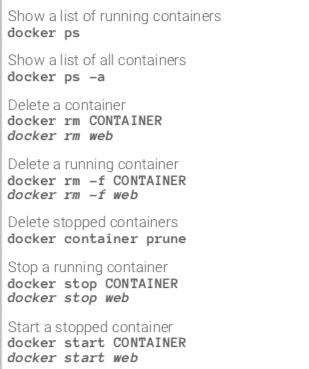 Show a list of running containers
docker ps
Show a list of all containers
docker ps -a
Delete a container
docker rm CONTAINER
docker rm web
Delete a running container
docker rm -f CONTAINER
docker rm -f web
Delete stopped containers
docker container prune
Stop a running container
docker stop CONTAINER
docker stop web
Start a stopped container
docker start CONTAINER
docker start web